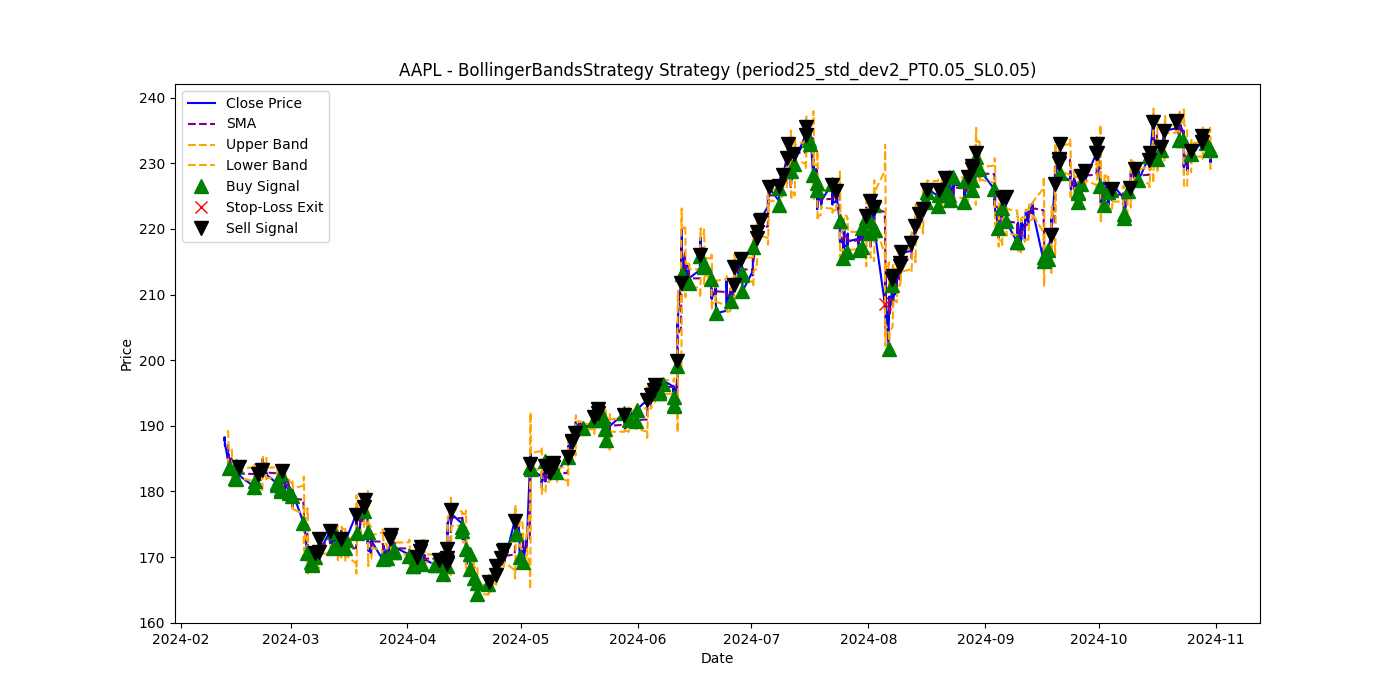 AAPL - BollingerBandsStrategy Strategy (period25_std_dev2_PT0.05_SL0.05)
Close Price
SMA
Upper Band
Lower Band
Buy Signal
Stop-Loss Exit
Sell Signal
240
230
220
210
200
190
180
170
160
Price
2024-02 2024-03 2024-04 2024-05 2024-06 2024-07 2024-08 2024-09 2024-10 2024-11
Date